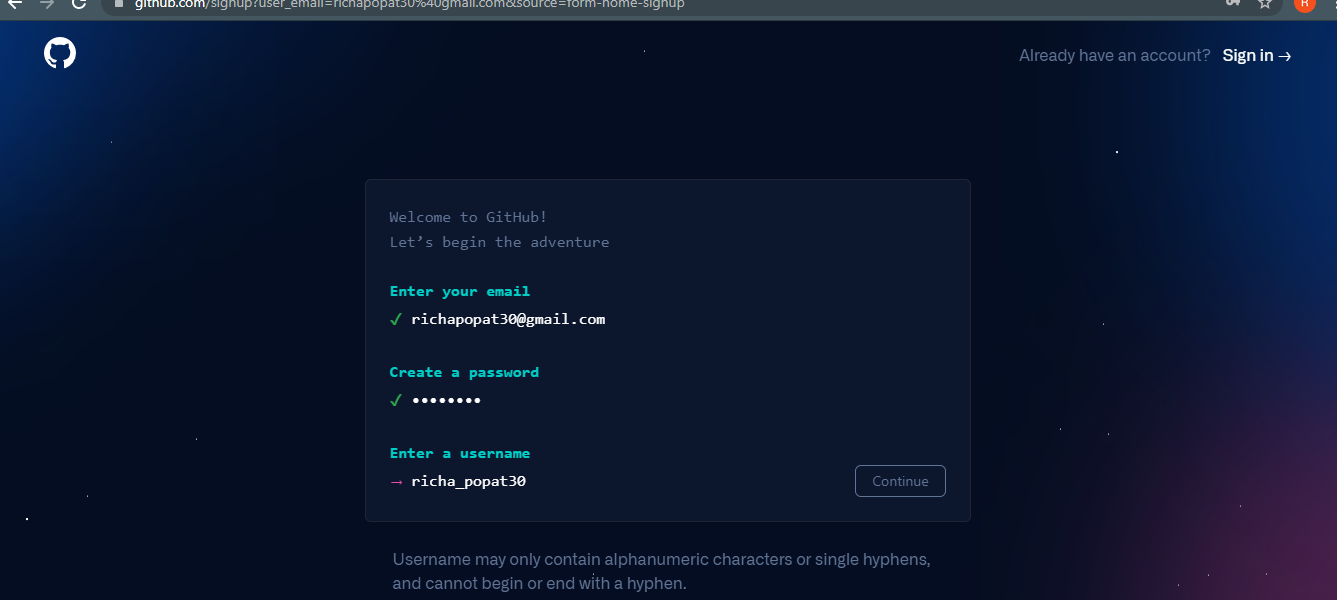 github.com/signup?user_email=richapopat30%40gmail.com&source=form-home-signup
R
Already have an account? Sign in →
Welcome to GitHub!
Let’s begin the adventure
Enter your email
✓ richapopat30@gmail.com
Create a password
✓ ••••••••
Enter a username
→ richa_popat30
Continue
Username may only contain alphanumeric characters or single hyphens,
and cannot begin or end with a hyphen.